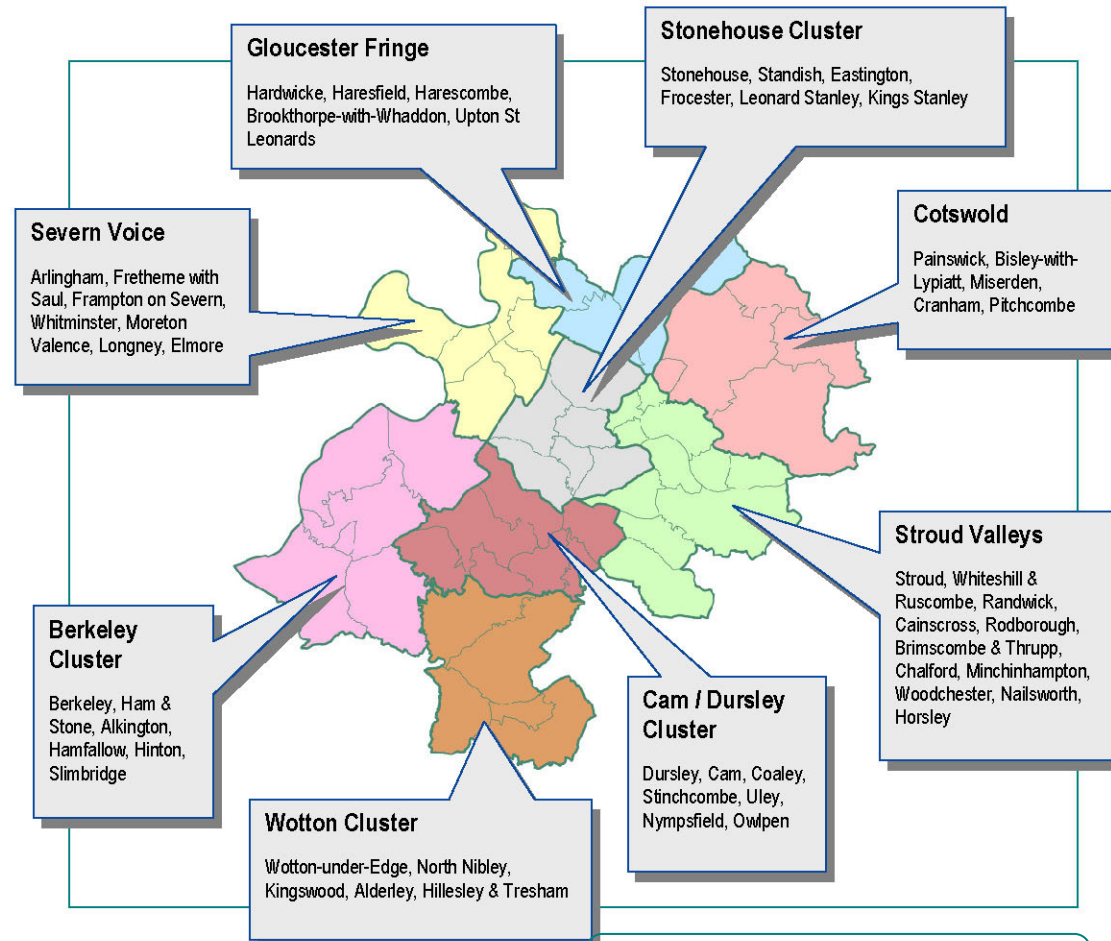 Gloucester Fringe
Hardwicke, Haresfield, Harescombe,
Brookthorpe-with-Whaddon, Upton St
Leonards
Stonehouse Cluster
Stonehouse, Standish, Eastington,
Frocester, Leonard Stanley, Kings Stanley
Severn Voice
Arlingham, Fretherne with
Saul, Frampton on Severn,
Whitminster, Moreton
Valence, Longney, Elmore
Cotswold
Painswick, Bisley-with-
Lypiatt, Miserden,
Cranham, Pitchcombe
Stroud Valleys
Stroud, Whiteshill &
Ruscombe, Randwick,
Cainscross, Rodborough,
Brimscombe & Thrupp,
Chalford, Minchinhampton,
Woodchester, Nailsworth,
Horsley
Berkeley
Cluster
Berkeley, Ham &
Stone, Alkington,
Hamfallow, Hinton,
Slimbridge
Cam / Dursley
Cluster
Dursley, Cam, Coaley,
Stinchcombe, Uley,
Nympsfield, Owlpen
Wotton Cluster
Wotton-under-Edge, North Nibley,
Kingswood, Alderley, Hillesley & Tresham